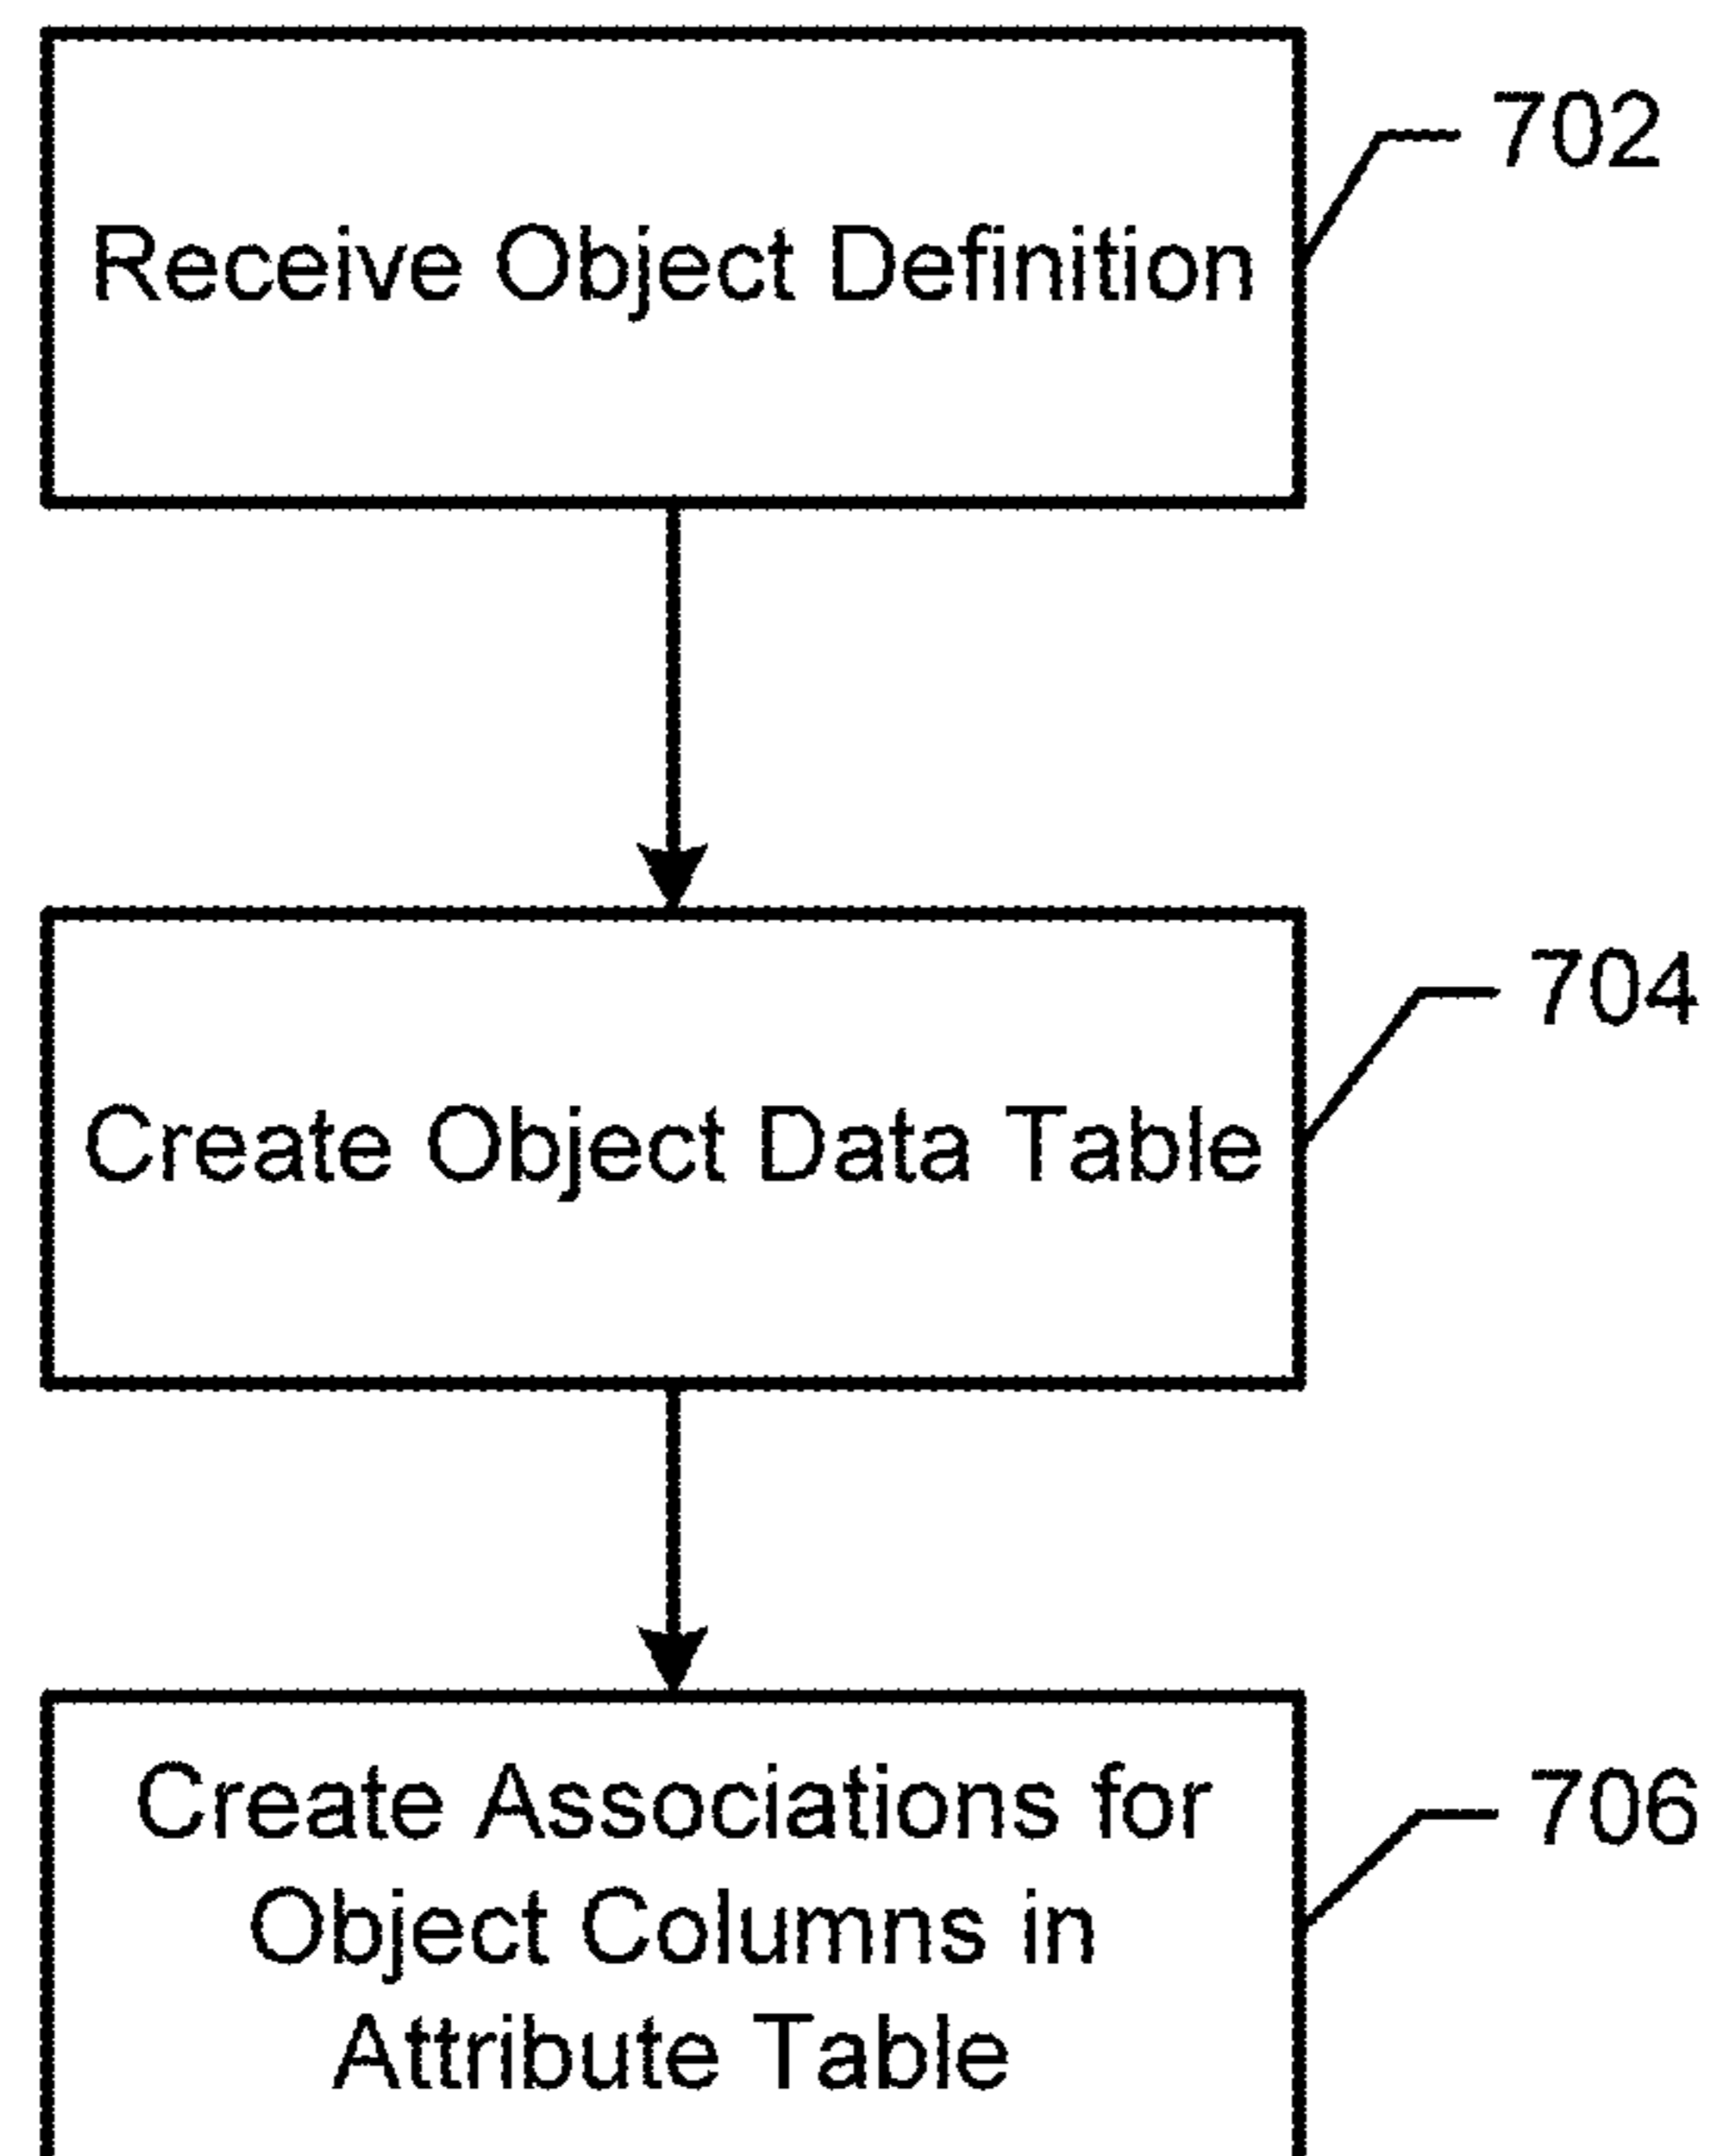 702
Receive Object Definition
704
Create Object Data Table
706
Create Associations for
Object Columns in
Attribute Table